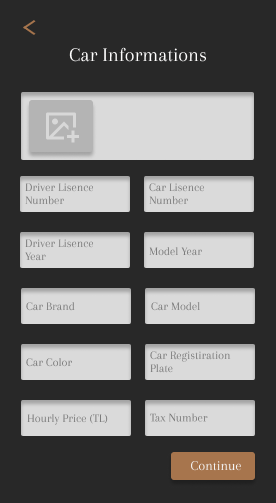 Car Informations
Driver Lisence
Number
Car Lisence
Number
Driver Lisence
Year
Model Year
Car Brand
Car Model
Car Color
Car Registiration
Plate
Hourly Price (TL)
Tax Number
Continue